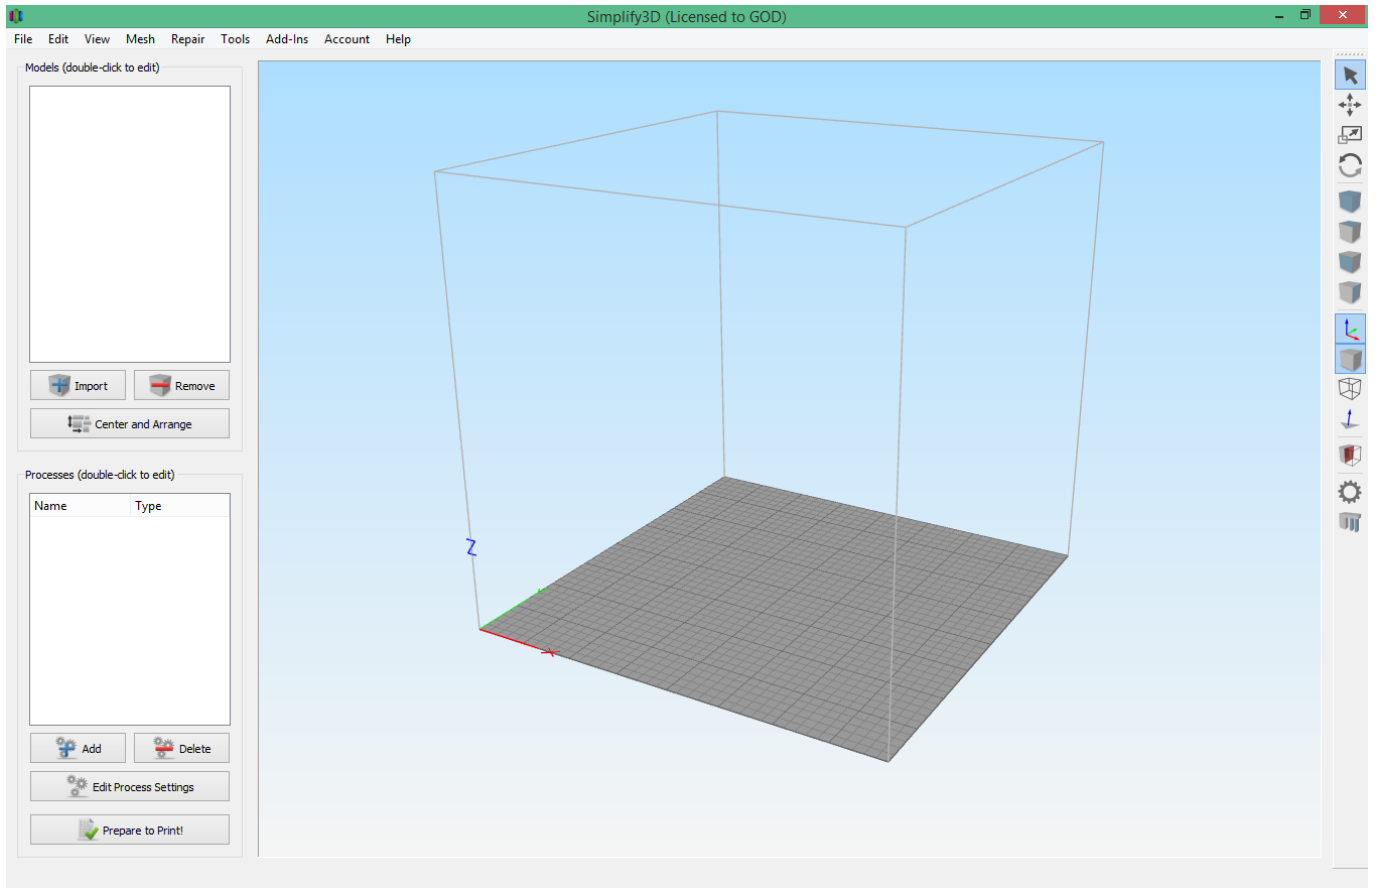 Simplify3D (Licensed to GOD)
File Edit View Mesh Repair Tools Add-Ins Account Help
Models (double-click to edit)
Import Remove
Center and Arrange
Processes (double-click to edit)
Name Type
Z
Add Delete
Edit Process Settings
Prepare to Print!